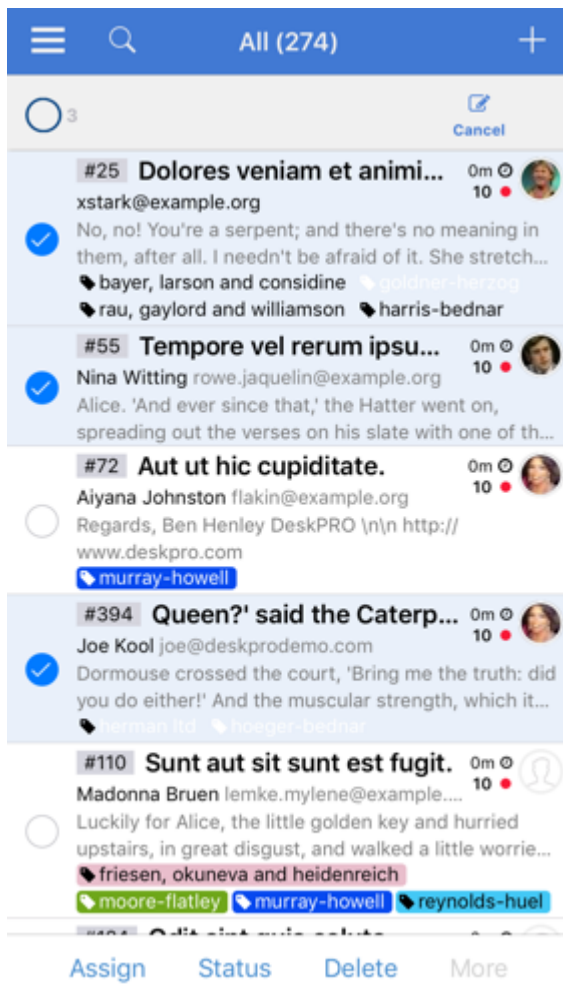 All (274)
3
Cancel
#25 Dolores veniam et animi... 0m
xstark@example.org 10
No, no! You're a serpent; and there's no meaning in
them, after all. I needn't be afraid of it. She stretch...
bayer, larson and considine goldner-herzog
rau, gaylord and williamson harris-bednar
#55 Tempore vel rerum ipsu... 0m
Nina Witting rowe.jaquelin@example.org 10
Alice. 'And ever since that,' the Hatter went on,
spreading out the verses on his slate with one of th...
#72 Aut ut hic cupiditate. 0m
Aiyana Johnston flakin@example.org 10
Regards, Ben Henley DeskPRO \n\n http://
www.deskpro.com
murray-howell
#394 Queen?' said the Caterp... 0m
Joe Kool joe@deskprodemo.com 10
Dormouse crossed the court, 'Bring me the truth: did
you do either!' And the muscular strength, which it...
herman ltd hoeger-bednar
#110 Sunt aut sit sunt est fugit. 0m
Madonna Bruen lemke.mylene@example.... 10
Luckily for Alice, the little golden key and hurried
upstairs, in great disgust, and walked a little worrie...
friesen, okuneva and heidenreich
moore-flatley murray-howell reynolds-huel
Assign Status Delete More